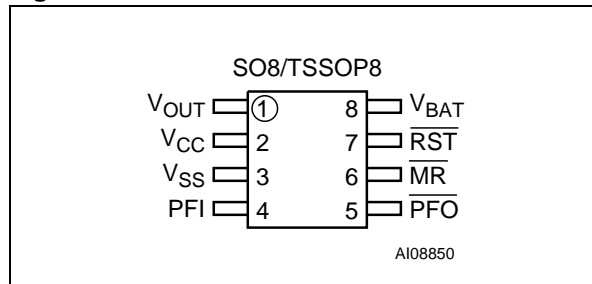 SO8/TSSOP8
VOUT 1 8 VBAT
VCC 2 7 RST
VSS 3 6 MR
PFI 4 5 PFO
AI08850